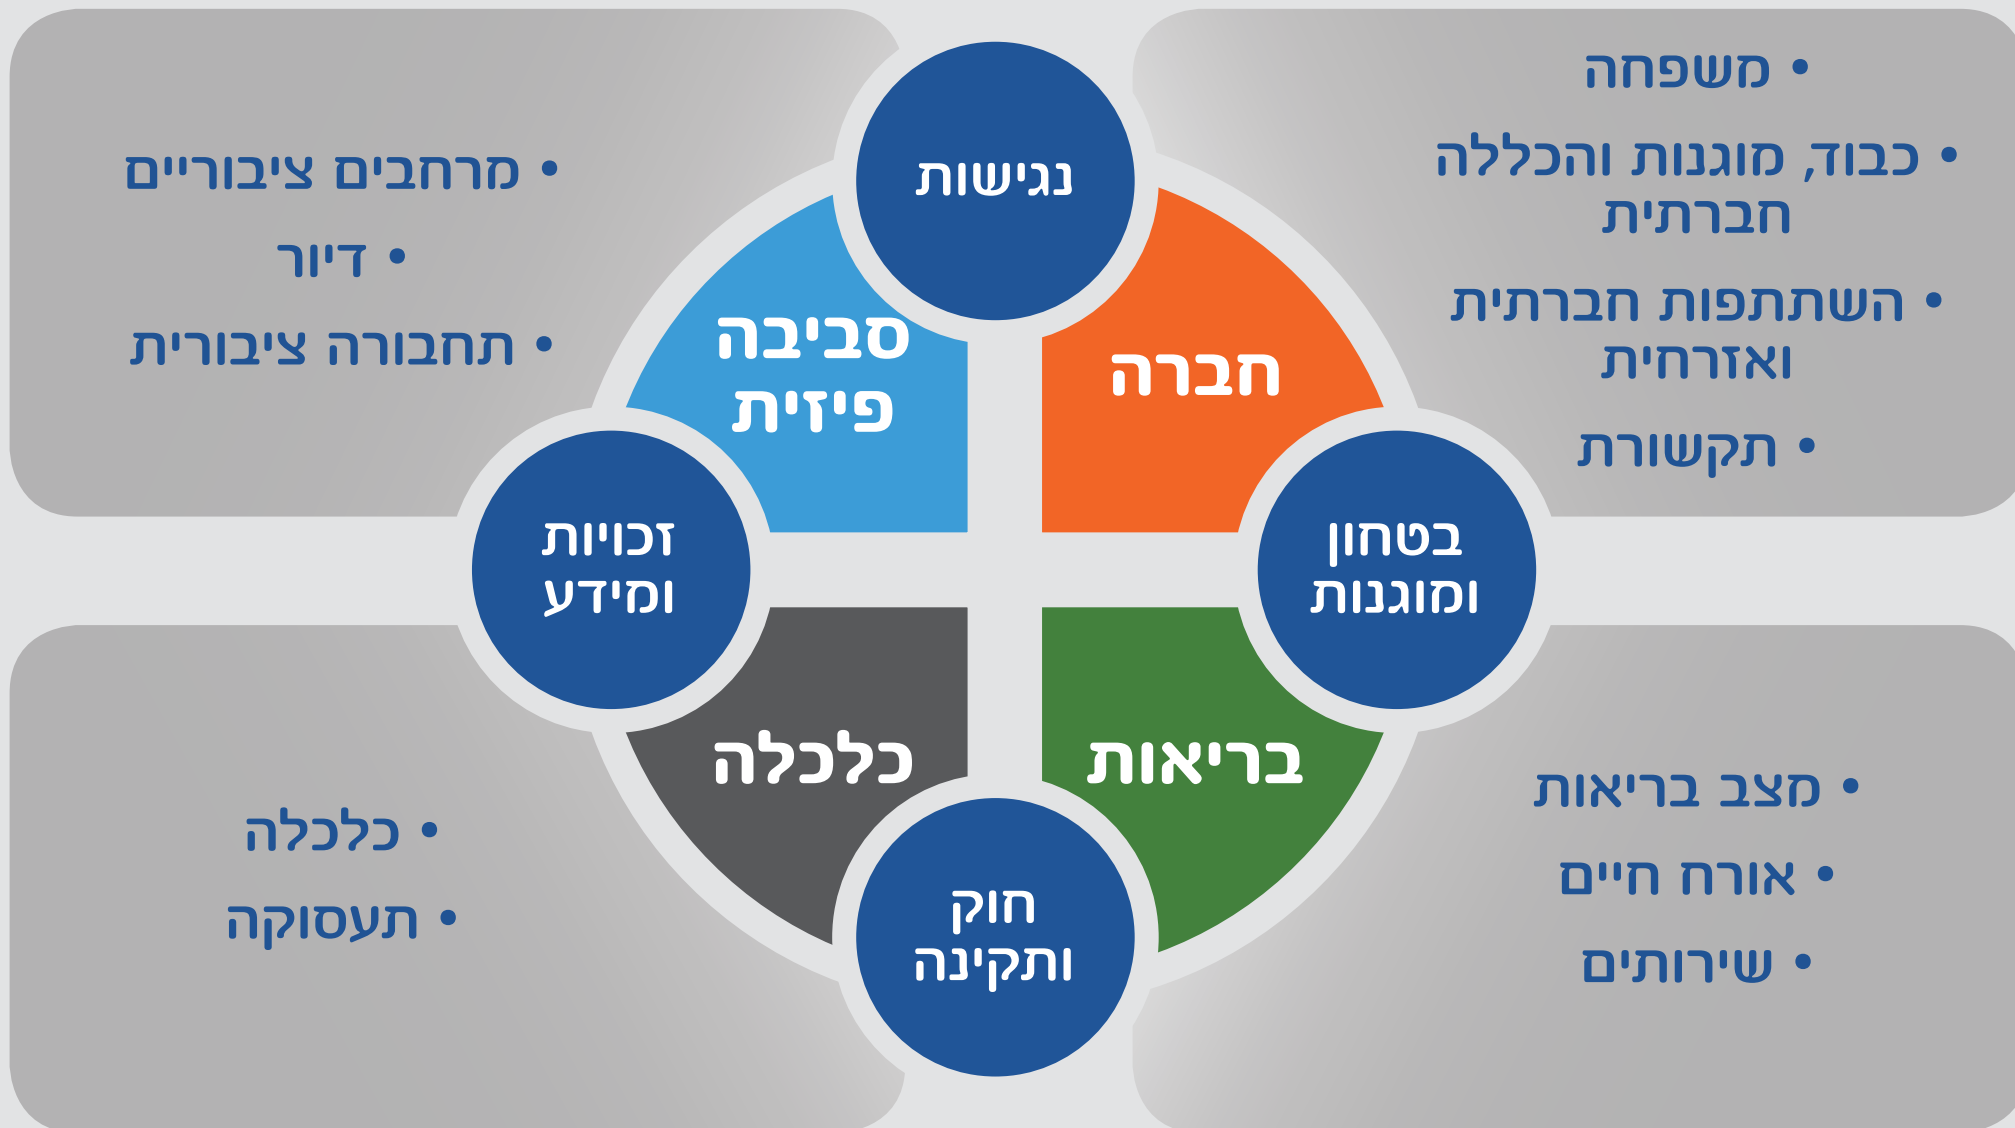 • משפחה
• כבוד, מוגנות והכללה
חברתית
• השתתפות חברתית
ואזרחית
• תקשורת
• מרחבים ציבוריים
• דיור
• תחבורה ציבורית
נגישות
חברה
סביבה
פיזית
בטחון
ומוגנות
זכויות
ומידע
בריאות
כלכלה
חוק
ותקינה
• מצב בריאות
• אורח חיים
• שירותים
• כלכלה
• תעסוקה